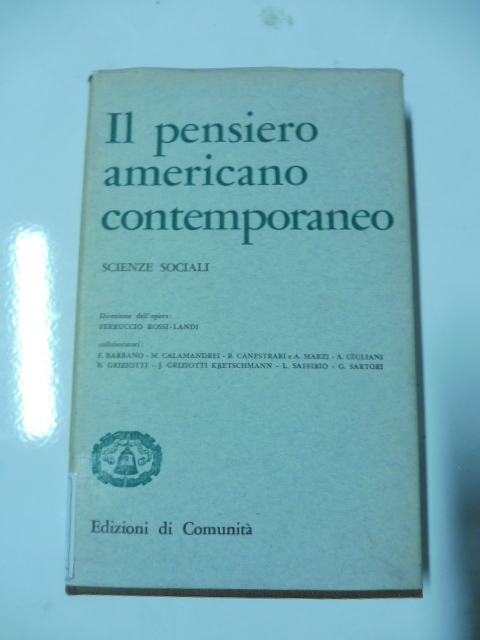 Il pensiero
americano
contemporaneo
SCIENZE SOCIALI
Direzione dell'opera:
FERRUCCIO ROSSI-LANDI
collaboratori:
F. BARBANO - M. CALAMANDREI - R. CANESTRARI e A. MARZI - A. GIULIANI
B. GRIZIOTTI - J. GRIZIOTTI KRETSCHMANN - L. SAFFIRIO - G. SARTORI
Edizioni di Comunità